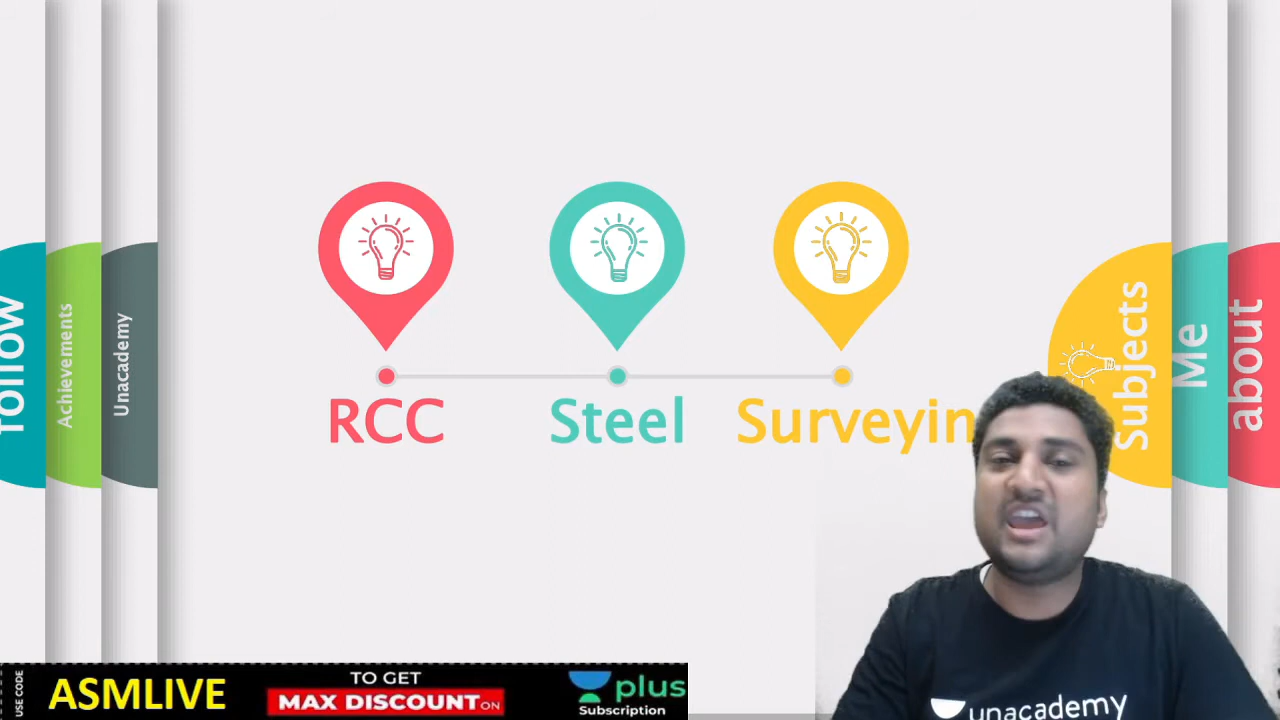 follow
Achievements
Unacademy
RCC
Steel
Surveyin
Subjects
Me
about
USE CODE
ASMLIVE
TO GET
MAX DISCOUNT ON
plus
Subscription
unacademy